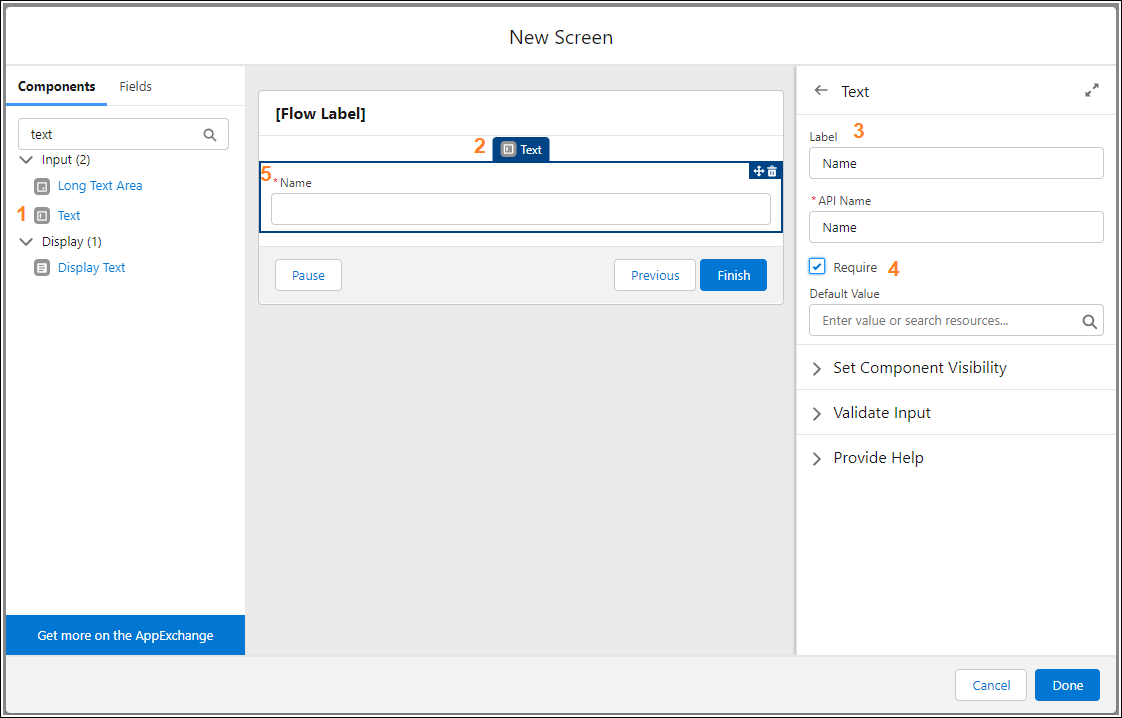 New Screen
Components Fields
text
Input (2)
Long Text Area
1 Text
Display (1)
Display Text
Get more on the AppExchange
[Flow Label]
2 Text
5 * Name
Pause Previous Finish
Text
Label 3
Name
* API Name
Name
Require 4
Default Value
Enter value or search resources...
Set Component Visibility
Validate Input
Provide Help
Cancel Done